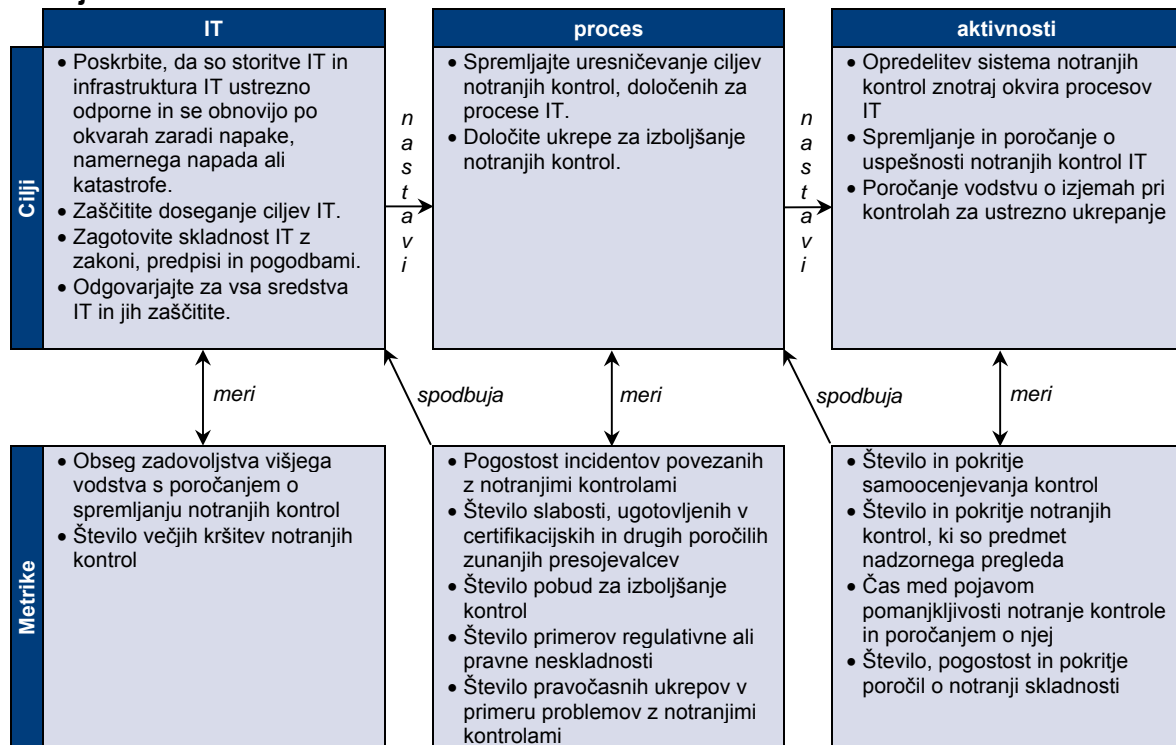 IT
proces
aktivnosti
Cilji
• Poskrbite, da so storitve IT in
infrastruktura IT ustrezno
odporne in se obnovijo po
okvarah zaradi napake,
namernega napada ali
katastrofe.
• Zaščitite doseganje ciljev IT.
• Zagotovite skladnost IT z
zakoni, predpisi in pogodbami.
• Odgovarjajte za vsa sredstva
IT in jih zaščitite.
nastavi
• Spremljajte uresničevanje ciljev
notranjih kontrol, določenih za
procese IT.
• Določite ukrepe za izboljšanje
notranjih kontrol.
nastavi
• Opredelitev sistema notranjih
kontrol znotraj okvira procesov
IT
• Spremljanje in poročanje o
uspešnosti notranjih kontrol IT
• Poročanje vodstvu o izjemah pri
kontrolah za ustrezno ukrepanje
meri
spodbuja
meri
spodbuja
meri
Metrike
• Obseg zadovoljstva višjega
vodstva s poročanjem o
spremljanju notranjih kontrol
• Število večjih kršitev notranjih
kontrol
• Pogostost incidentov povezanih
z notranjimi kontrolami
• Število slabosti, ugotovljenih v
certifikacijskih in drugih poročilih
zunanjih presojevalcev
• Število pobud za izboljšanje
kontrol
• Število primerov regulativne ali
pravne neskladnosti
• Število pravočasnih ukrepov v
primeru problemov z notranjimi
kontrolami
• Število in pokritje
samoocenjevanja kontrol
• Število in pokritje notranjih
kontrol, ki so predmet
nadzornega pregleda
• Čas med pojavom
pomanjkljivosti notranje kontrole
in poročanjem o njej
• Število, pogostost in pokritje
poročil o notranji skladnosti